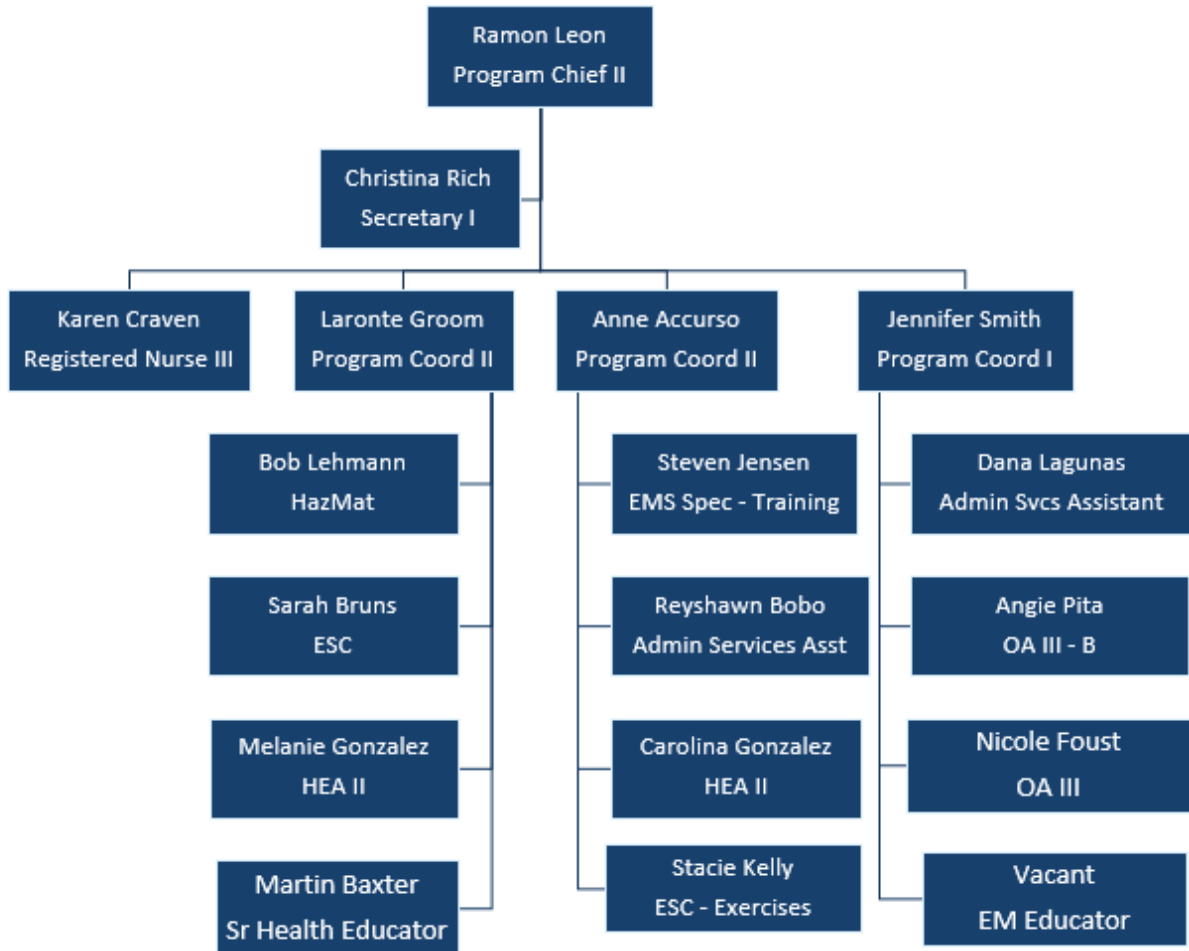 Ramon Leon
Program Chief II
Christina Rich
Secretary I
Karen Craven
Registered Nurse III
Laronte Groom
Program Coord II
Anne Accurso
Program Coord II
Jennifer Smith
Program Coord I
Bob Lehmann
HazMat
Steven Jensen
EMS Spec - Training
Dana Lagunas
Admin Svcs Assistant
Sarah Bruns
ESC
Reyshawn Bobo
Admin Services Asst
Angie Pita
OA III - B
Melanie Gonzalez
HEA II
Carolina Gonzalez
HEA II
Nicole Foust
OA III
Martin Baxter
Sr Health Educator
Stacie Kelly
ESC - Exercises
Vacant
EM Educator